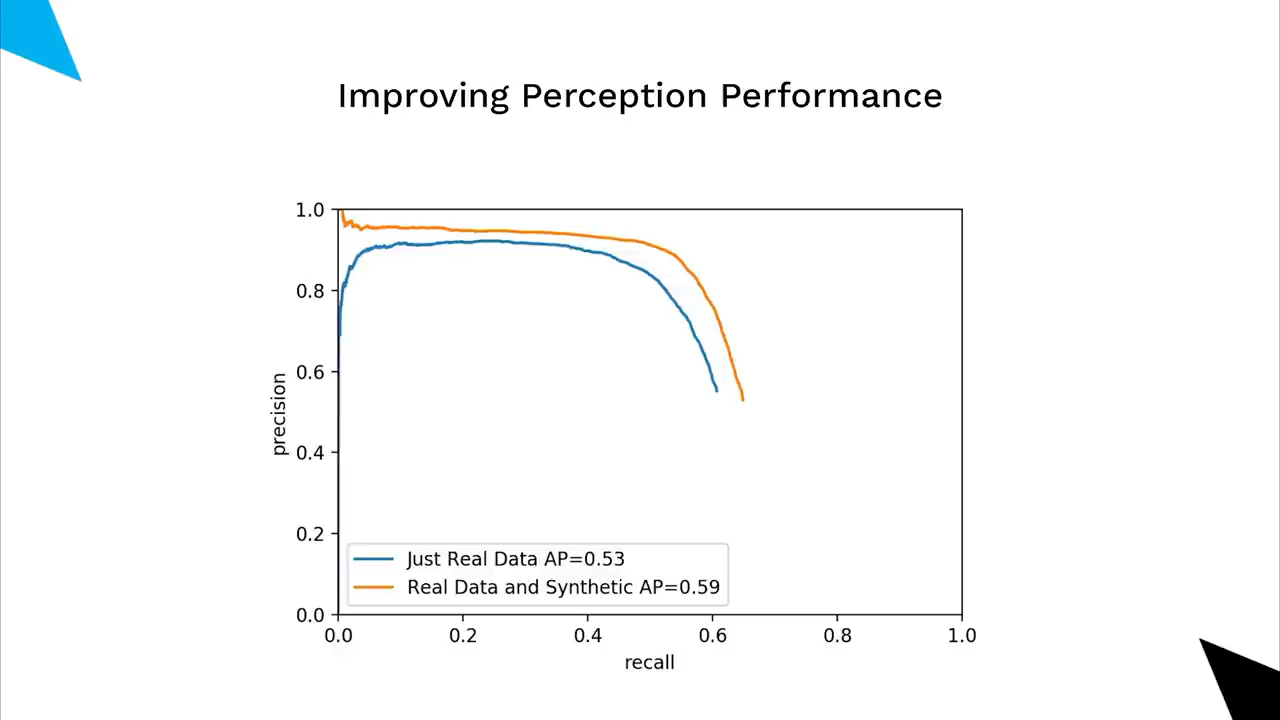 Improving Perception Performance
1.0
0.8
0.6
0.4
0.2
0.0
precision
Just Real Data AP=0.53
Real Data and Synthetic AP=0.59
0.0 0.2 0.4 0.6 0.8 1.0
recall